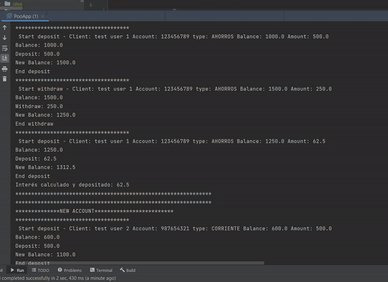 PooApp (1)
************************************
Start deposit - Client: test user 1 Account: 123456789 type: AHORROS Balance: 1000.0 Amount: 500.0
Balance: 1000.0
Deposit: 500.0
New Balance: 1500.0
End deposit
************************************
Start withdraw - Client: test user 1 Account: 123456789 AHORROS Balance: 1500.0 Amount: 250.0
Balance: 1500.0
Withdraw: 250.0
New Balance: 1250.0
End withdraw
************************************
Start deposit - Client: test user 1 Account: 123456789 type: AHORROS Balance: 1250.0 Amount: 62.5
Balance: 1250.0
Deposit: 62.5
New Balance: 1312.5
End deposit
Interés calculado y depositado: 62.5
**************************************************************
**************************************************************
**************NEW ACCOUNT*************************
************************************
Start deposit - Client: test user 2 Account: 987654321 type: CORRIENTE Balance: 600.0 Amount: 500.0
Balance: 600.0
Deposit: 500.0
New Balance: 1100.0
End deposit
Run TODO Problems Terminal Build
completed successfully in 2 sec, 430 ms (a minute ago)